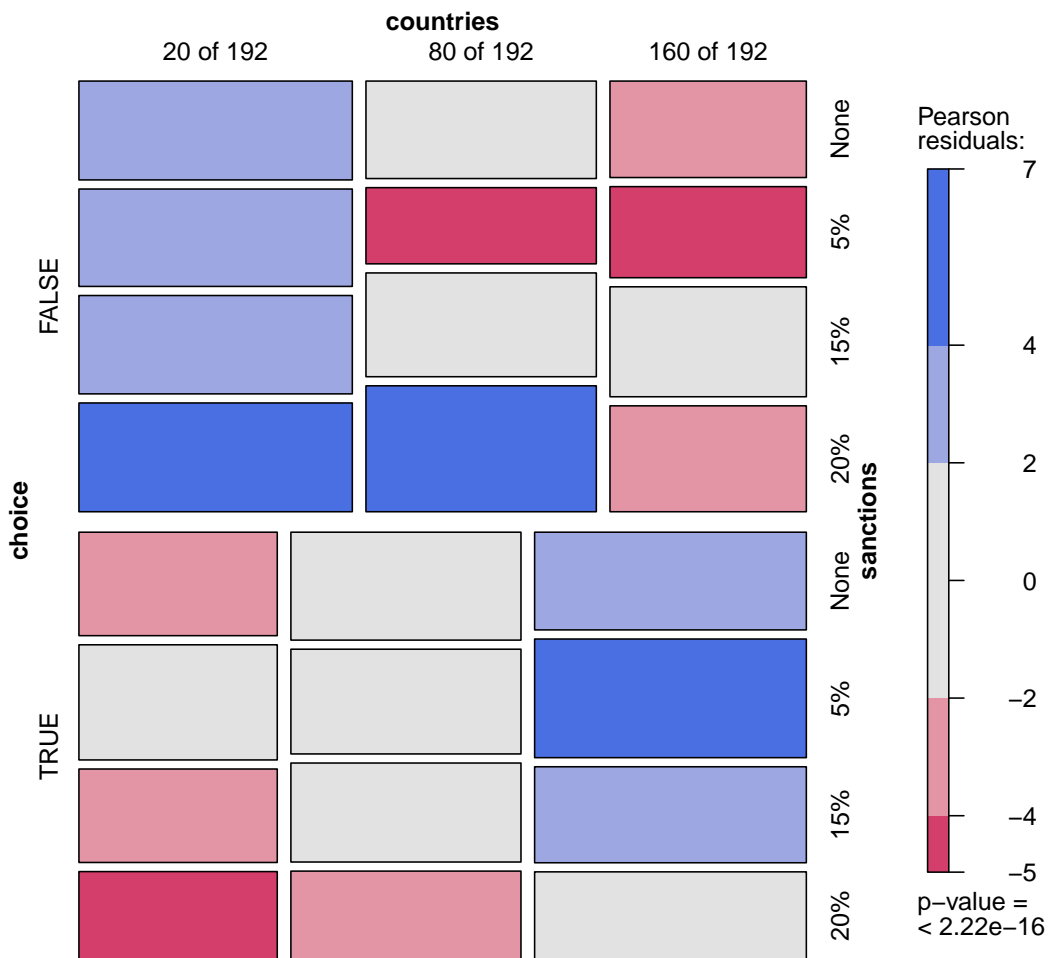 countries
20 of 192 80 of 192 160 of 192
choice
FALSE
TRUE
None
5%
15%
20%
None
5%
15%
20%
sanctions
Pearson
residuals:
7
4
2
0
−2
−4
−5
p−value =
< 2.22e−16